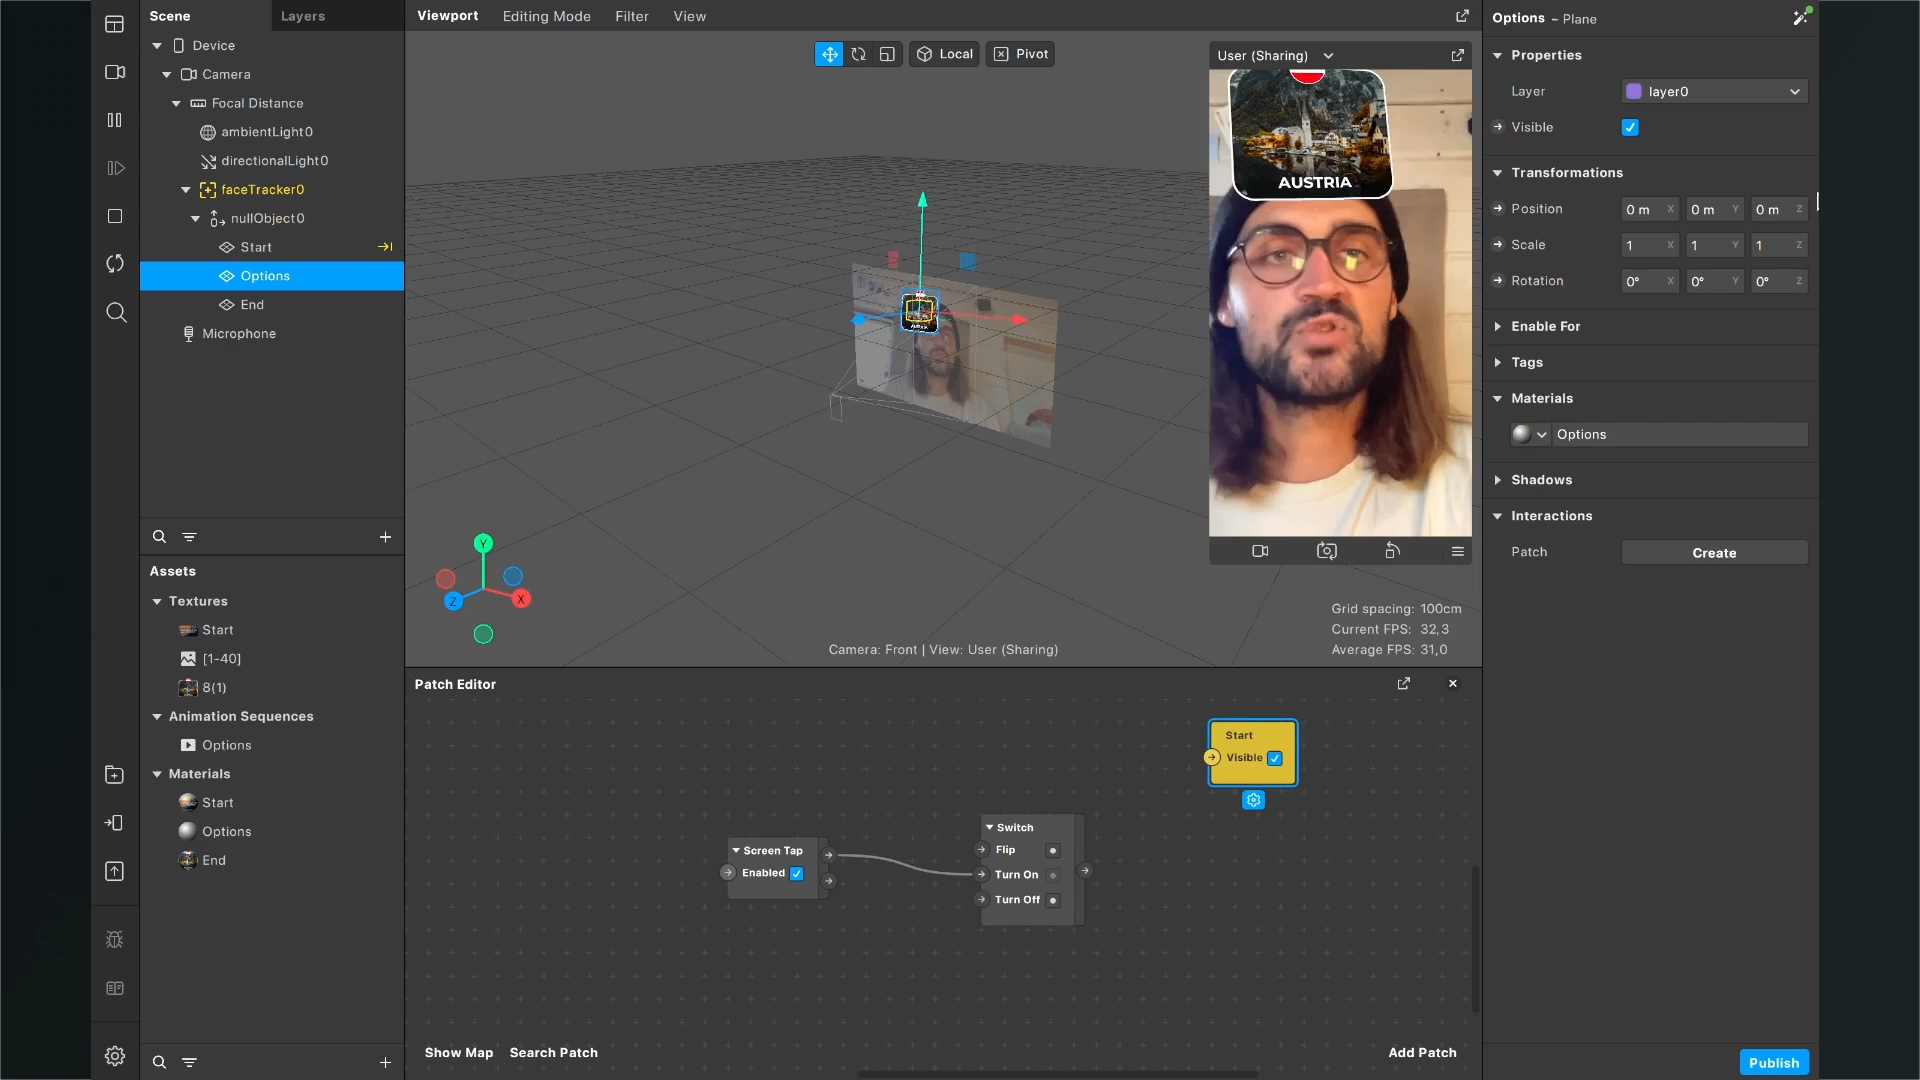 Scene
Layers
Device
Camera
Focal Distance
ambientLight0
directionalLight0
faceTracker0
nullObject0
Start
Options
End
Microphone
Assets
Textures
Start
[1-40]
8(1)
Animation Sequences
Options
Materials
Start
Options
End
Viewport
Editing Mode
Filter
View
Local
Pivot
User (Sharing)
AUSTRIA
Y
Z
X
Camera: Front | View: User (Sharing)
Grid spacing: 100cm
Current FPS: 32,3
Average FPS: 31,0
Patch Editor
Start
Visible
Switch
Flip
Turn On
Turn Off
Screen Tap
Enabled
Show Map
Search Patch
Add Patch
Options – Plane
Properties
Layer layer0
Visible
Transformations
Position 0 m X 0 m Y 0 m Z
Scale 1 X 1 Y 1 Z
Rotation 0° X 0° Y 0° Z
Enable For
Tags
Materials
Options
Shadows
Interactions
Patch Create
Publish